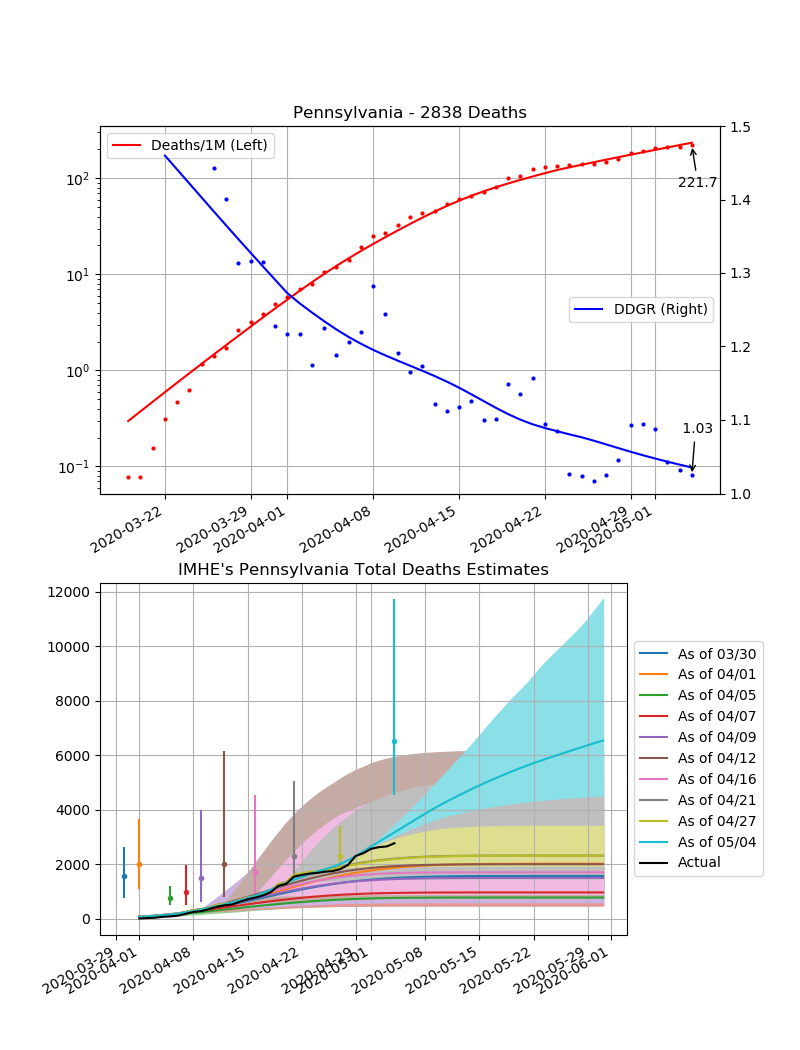 Pennsylvania - 2838 Deaths
Deaths/1M (Left)
DDGR (Right)
221.7
1.03
10²
10¹
10⁰
10⁻¹
1.5
1.4
1.3
1.2
1.1
1.0
2020-03-22
2020-03-29
2020-04-01
2020-04-08
2020-04-15
2020-04-22
2020-04-29
2020-05-01
IMHE's Pennsylvania Total Deaths Estimates
12000
10000
8000
6000
4000
2000
0
As of 03/30
As of 04/01
As of 04/05
As of 04/07
As of 04/09
As of 04/12
As of 04/16
As of 04/21
As of 04/27
As of 05/04
Actual
2020-03-29
2020-04-01
2020-04-08
2020-04-15
2020-04-22
2020-04-29
2020-05-01
2020-05-08
2020-05-15
2020-05-22
2020-05-29
2020-06-01